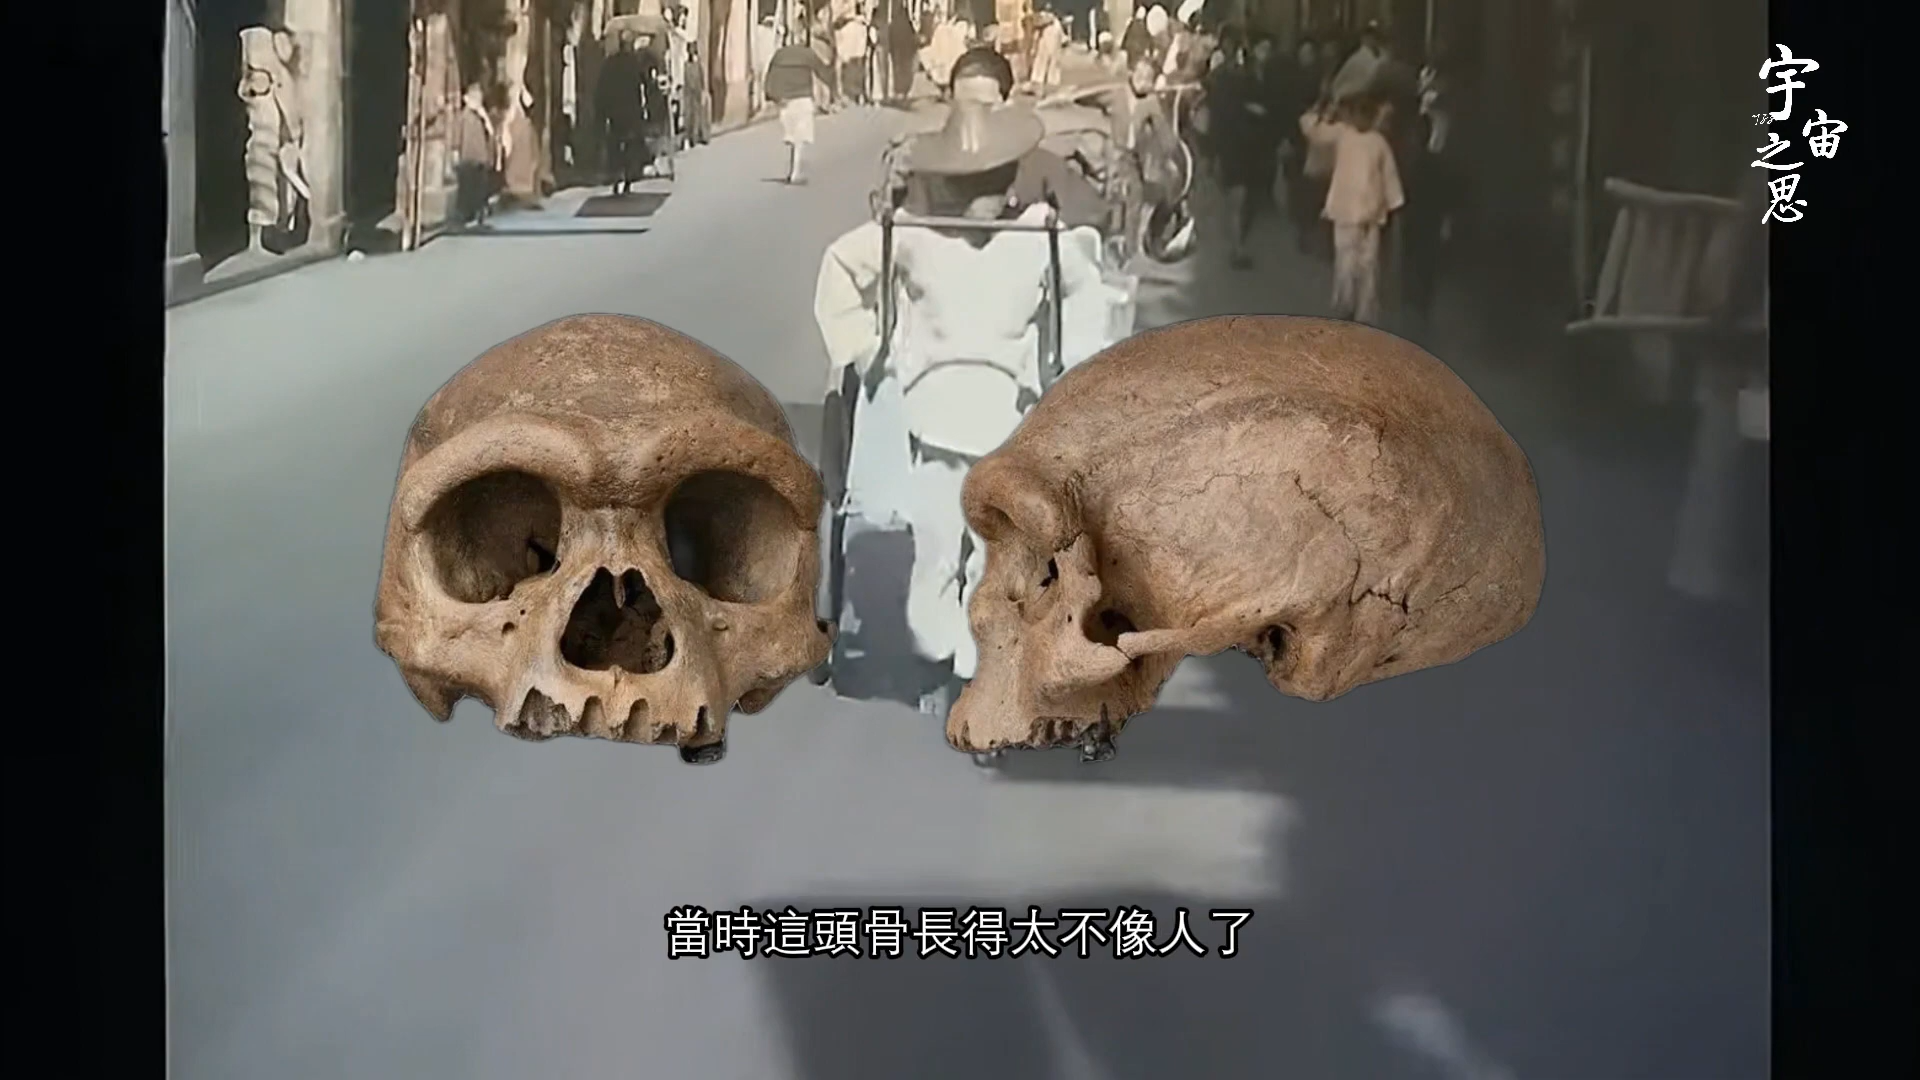 宇宙之思
當時這頭骨長得太不像人了